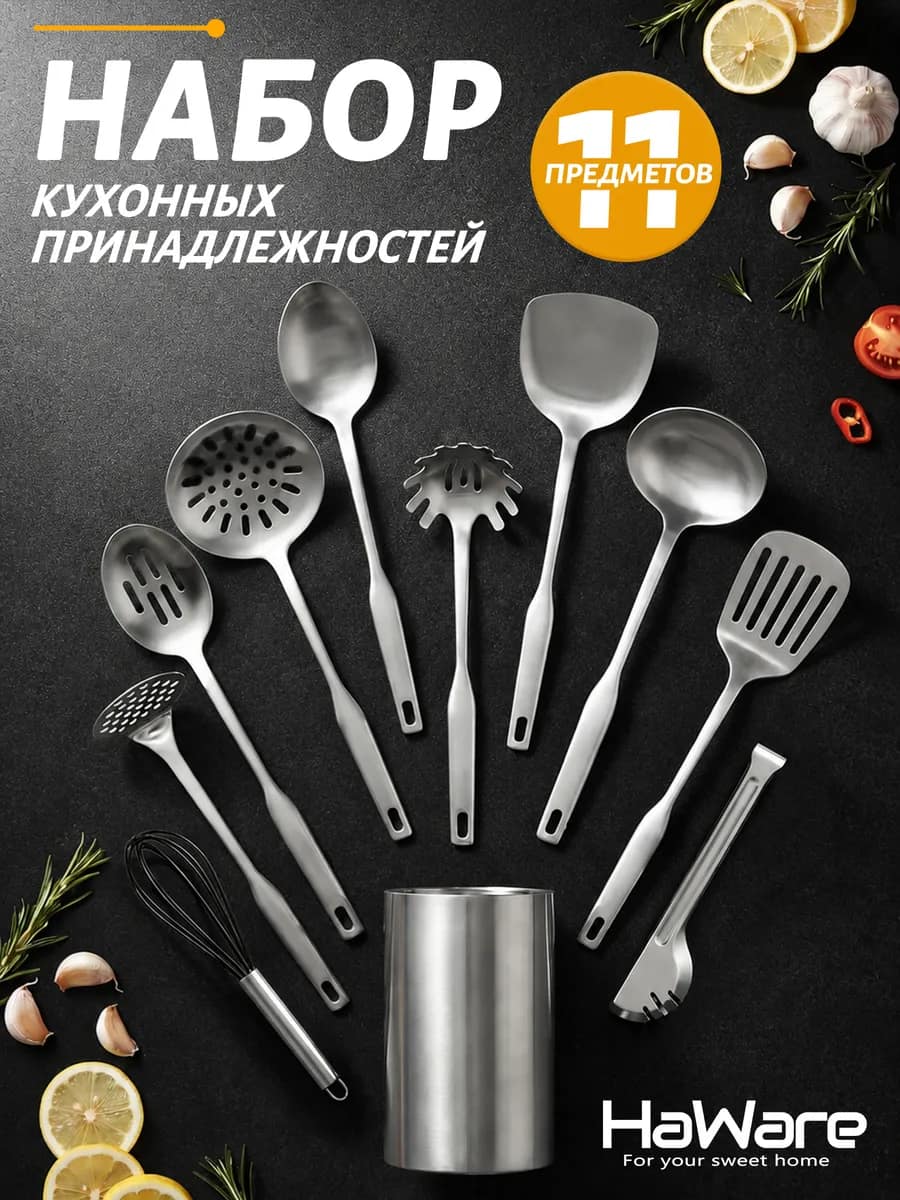 НАБОР
КУХОННЫХ
ПРИНАДЛЕЖНОСТЕЙ
11
ПРЕДМЕТОВ
HaWare
For your sweet home